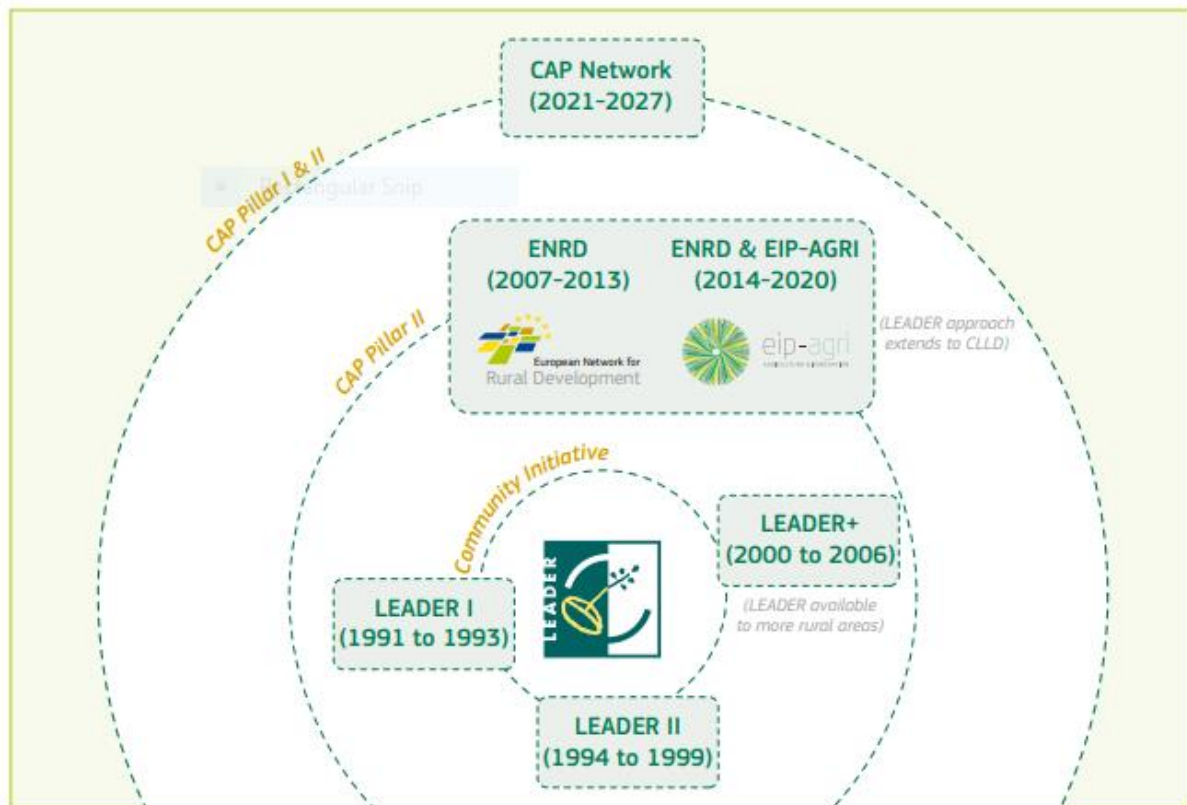 CAP Network
(2021-2027)
CAP Pillar I & II
Rectangular Snip
ENRD
(2007-2013)
ENRD & EIP-AGRI
(2014-2020)
CAP Pillar II
European Network for
Rural Development
eip-agri
(LEADER approach
extends to CLLD)
Community Initiative
LEADER+
(2000 to 2006)
(LEADER available
to more rural areas)
LEADER
LEADER I
(1991 to 1993)
LEADER II
(1994 to 1999)